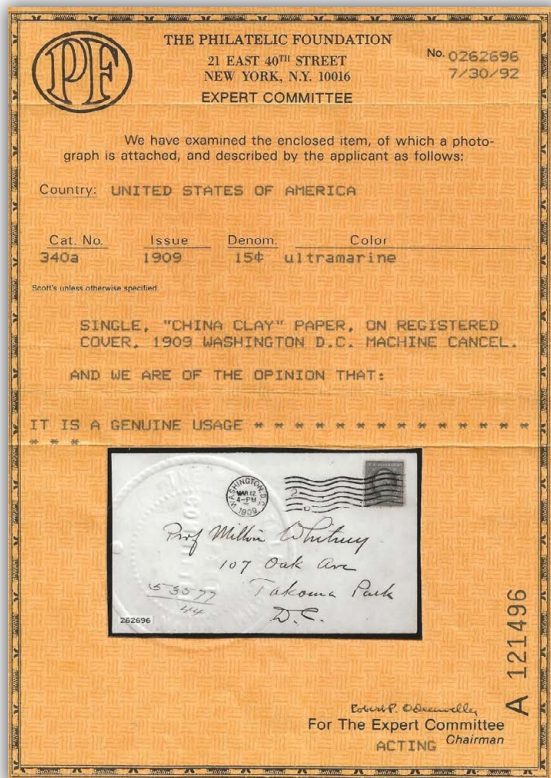 PF
THE PHILATELIC FOUNDATION
21 EAST 40TH STREET
NEW YORK, N.Y. 10016
EXPERT COMMITTEE
No. 0262696
7/30/92
We have examined the enclosed item, of which a photo-
graph is attached, and described by the applicant as follows:
Country: UNITED STATES OF AMERICA
Cat. No. Issue Denom. Color
340a 1909 15¢ ultramarine
Scott's unless otherwise specified
SINGLE, "CHINA CLAY" PAPER, ON REGISTERED
COVER, 1909 WASHINGTON D.C. MACHINE CANCEL.
AND WE ARE OF THE OPINION THAT:
IT IS A GENUINE USAGE * * * * * * * * * * * * * *
* * *
WASHINGTON, D.C.
MAR 12
4-PM
1909
2
Prof Milton Whitney
107 Oak Ave
Takoma Park
D.C.
53577
44
262696
A 121496
For The Expert Committee
ACTING Chairman